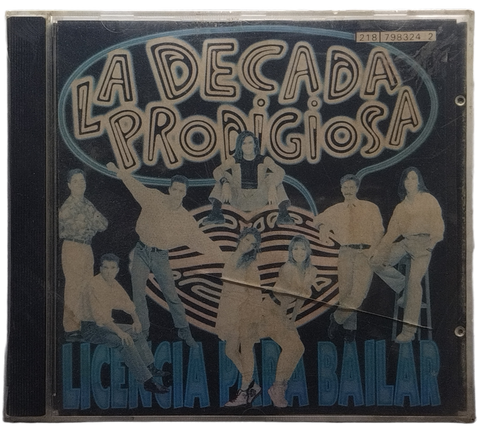 218 798324 2
LA DECADA
PRODIGIOSA
LICENCIA PARA BAILAR